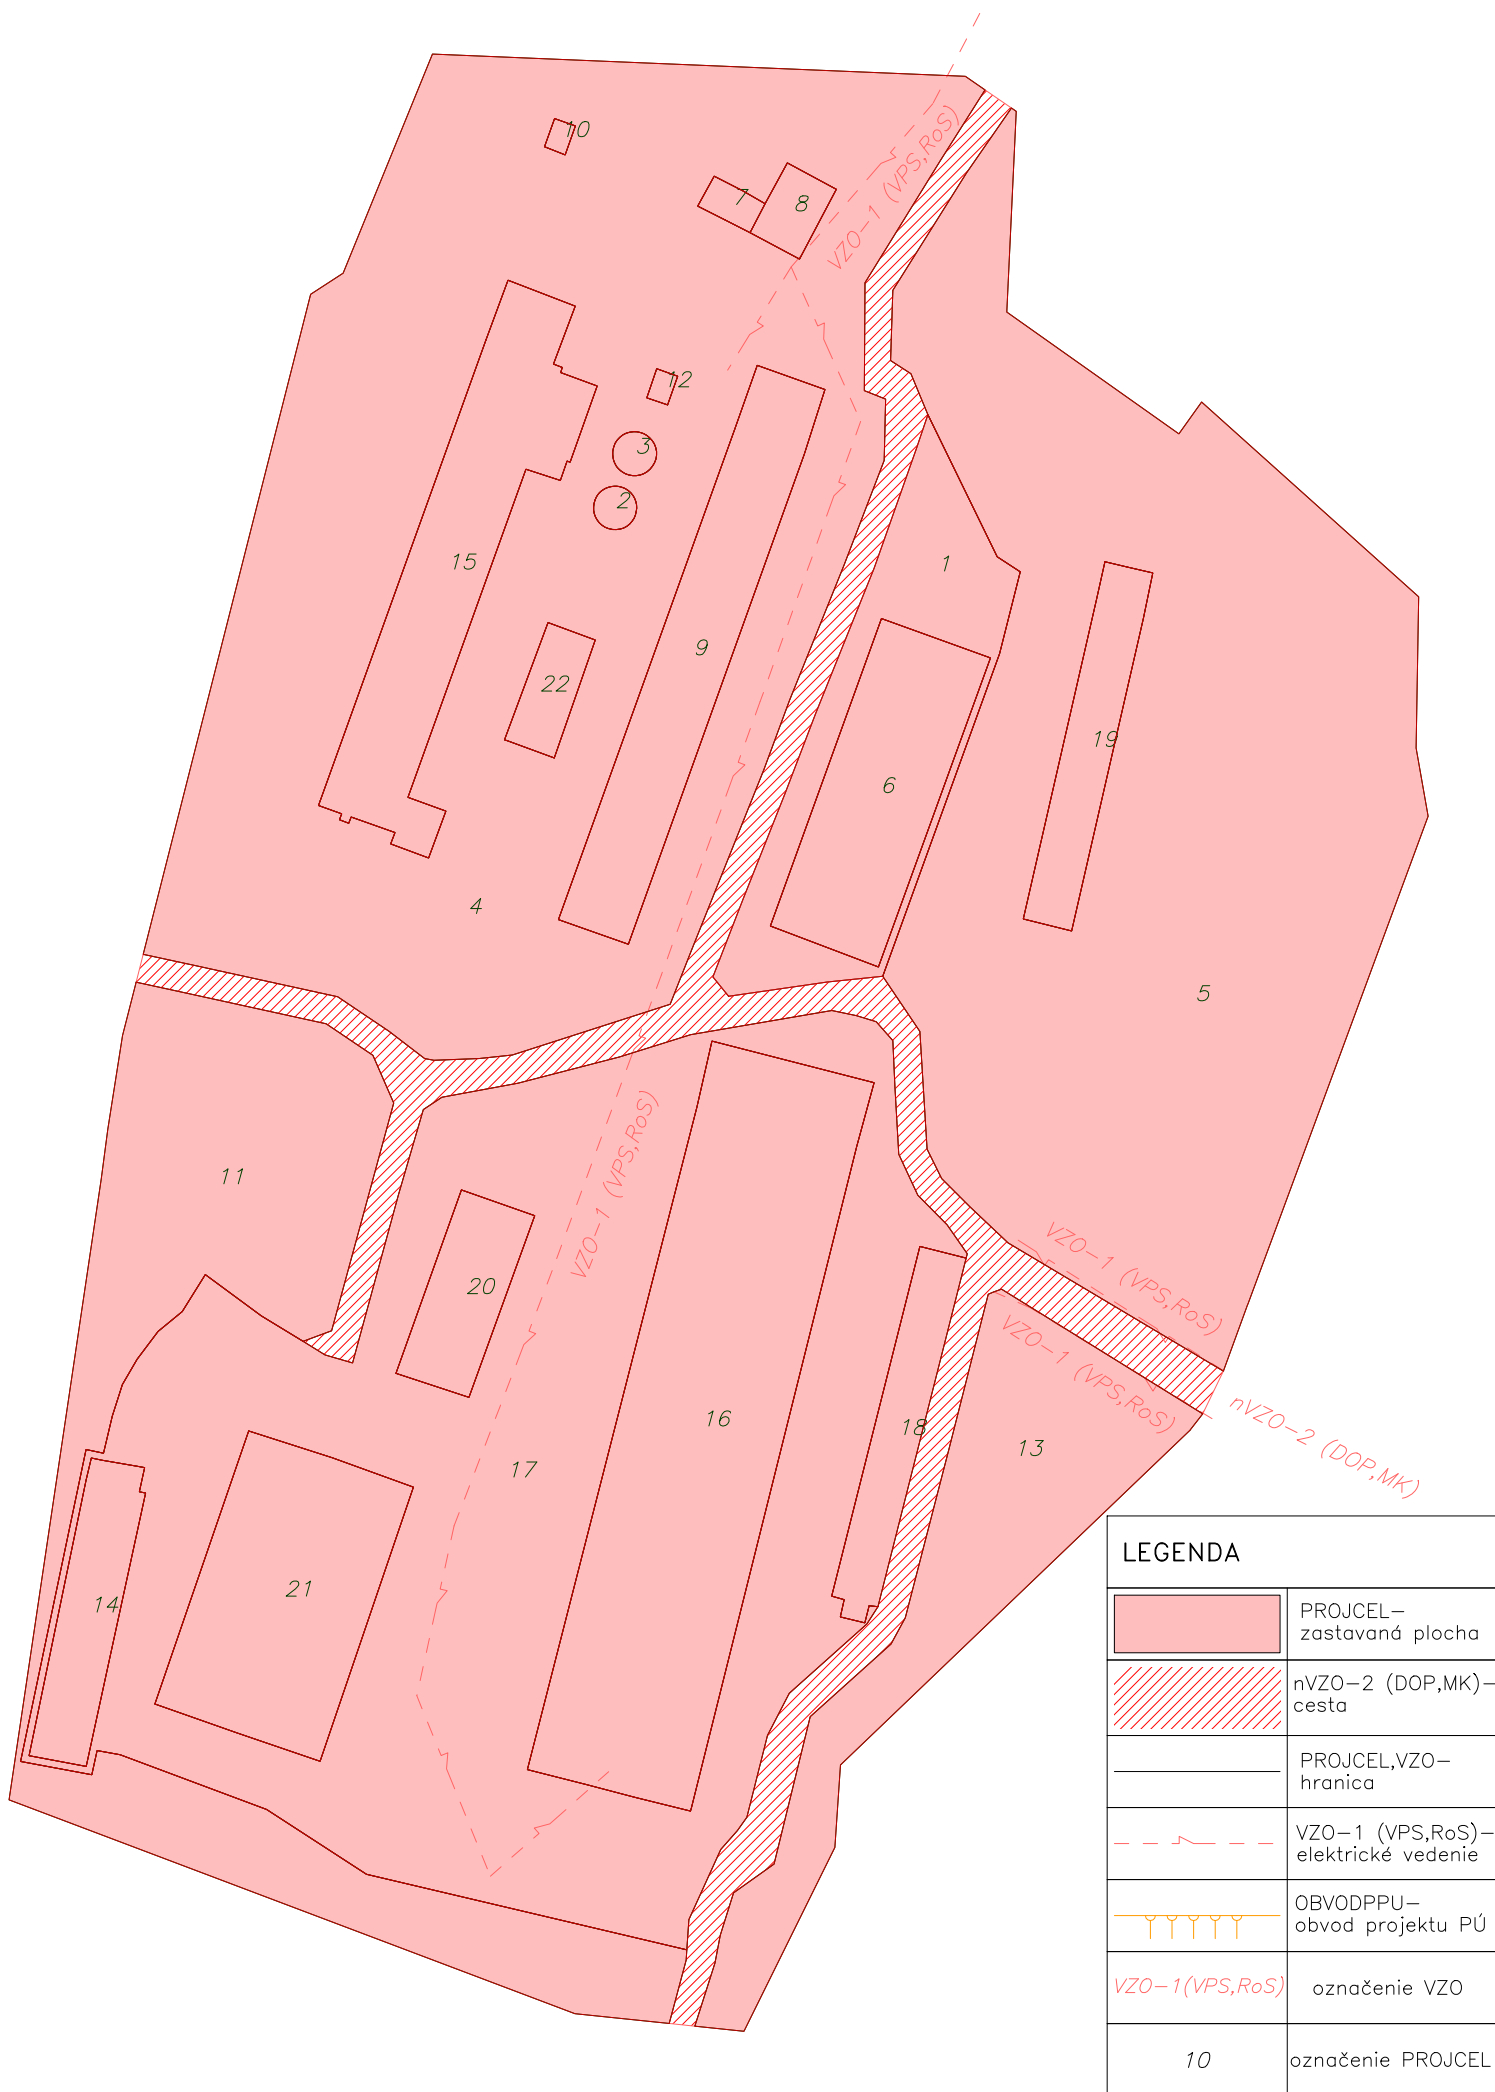 10
VZO-1 (VPS,RoS)
7
8
12
3
2
15
1
9
22
19
6
4
5
VZO-1 (VPS,RoS)
11
VZO-1 (VPS,RoS)
20
VZO-1 (VPS,RoS)
nVZO-2 (DOP,MK)
16
18
13
17
21
14
LEGENDA
PROJCEL-
zastavaná plocha
nVZO-2 (DOP,MK)-
cesta
PROJCEL,VZO-
hranica
VZO-1 (VPS,RoS)-
elektrické vedenie
OBVODPPU-
obvod projektu PÚ
VZO-1(VPS,RoS)
označenie VZO
10
označenie PROJCEL